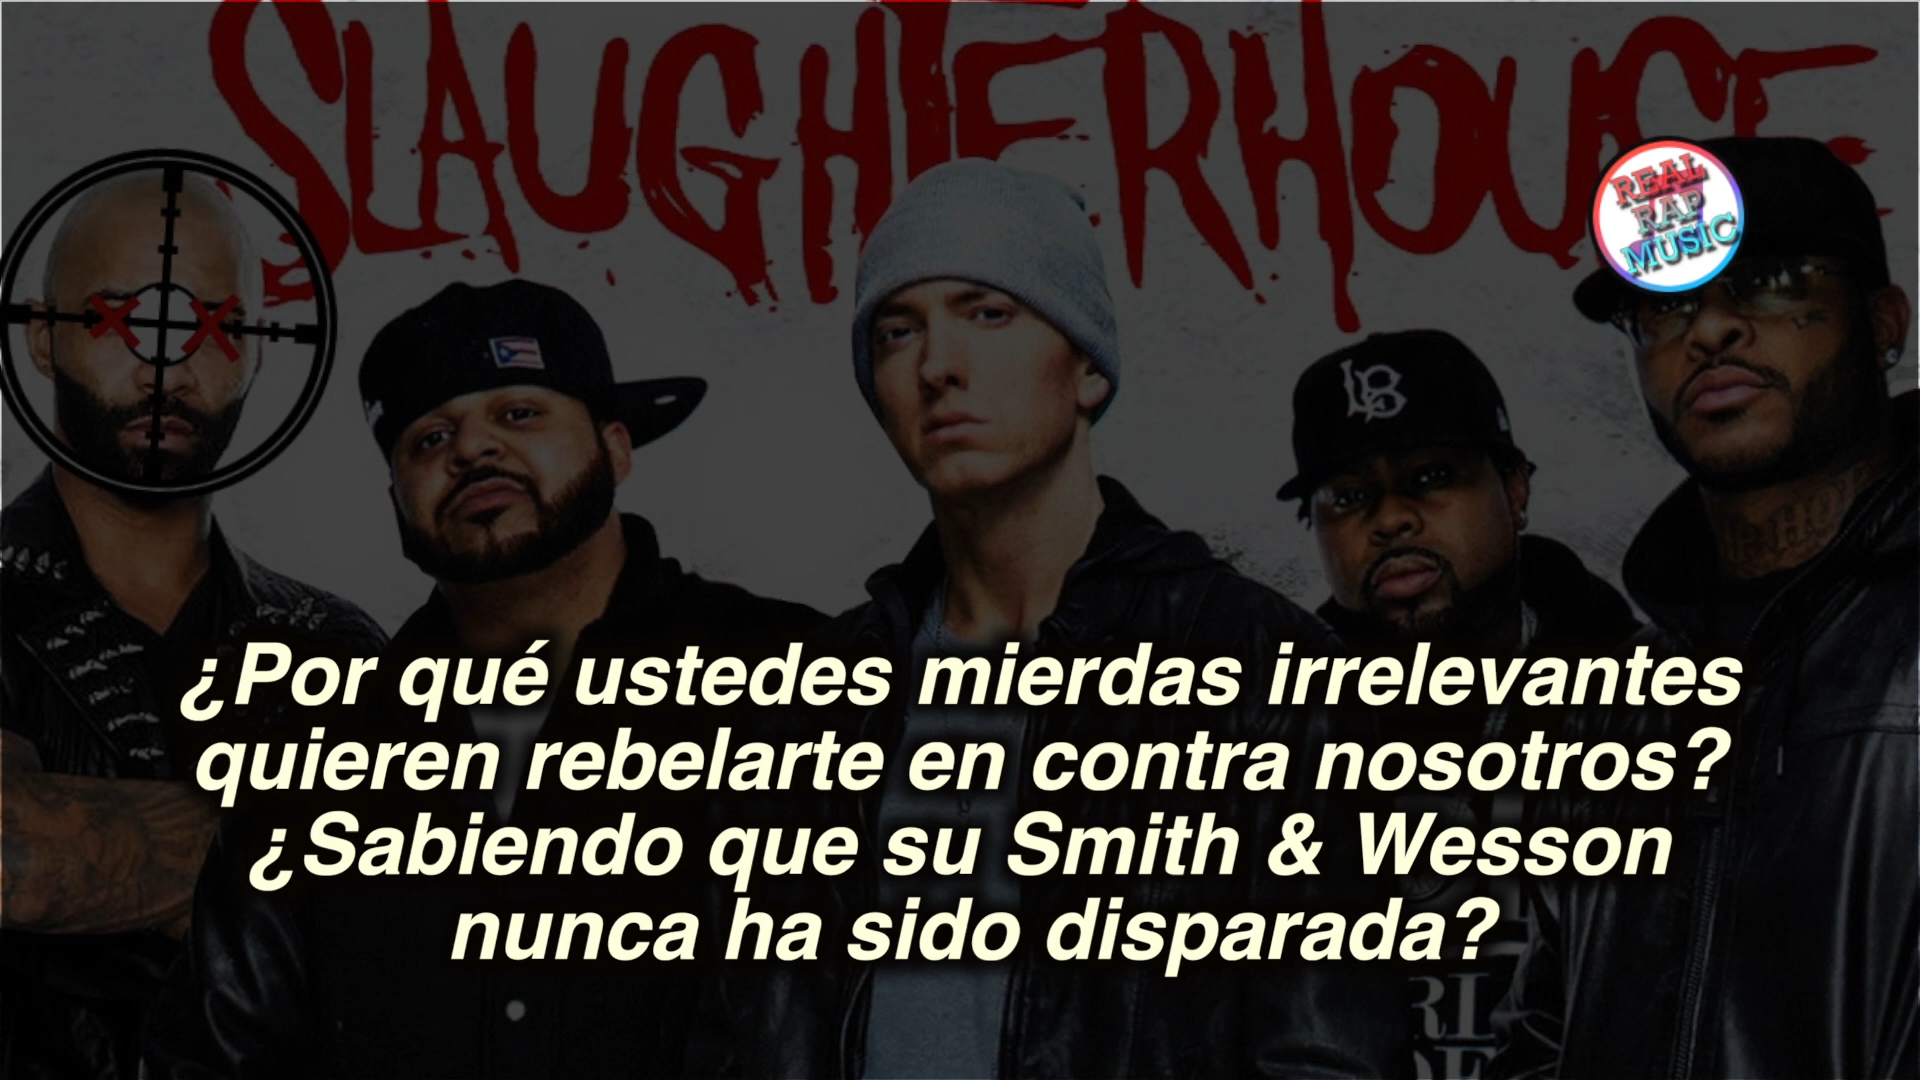 SLAUGHTERHOUSE
REAL
RAP
MUSIC
LB
¿Por qué ustedes mierdas irrelevantes
quieren rebelarte en contra nosotros?
¿Sabiendo que su Smith & Wesson
nunca ha sido disparada?